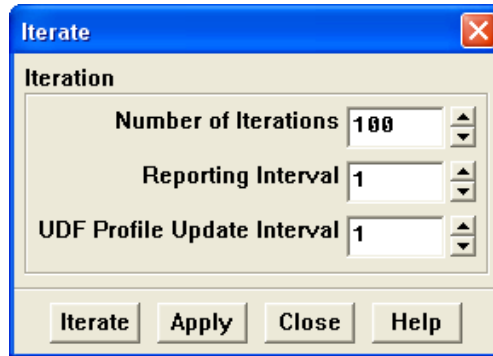 Iterate
Iteration
Number of Iterations 100
Reporting Interval 1
UDF Profile Update Interval 1
Iterate Apply Close Help